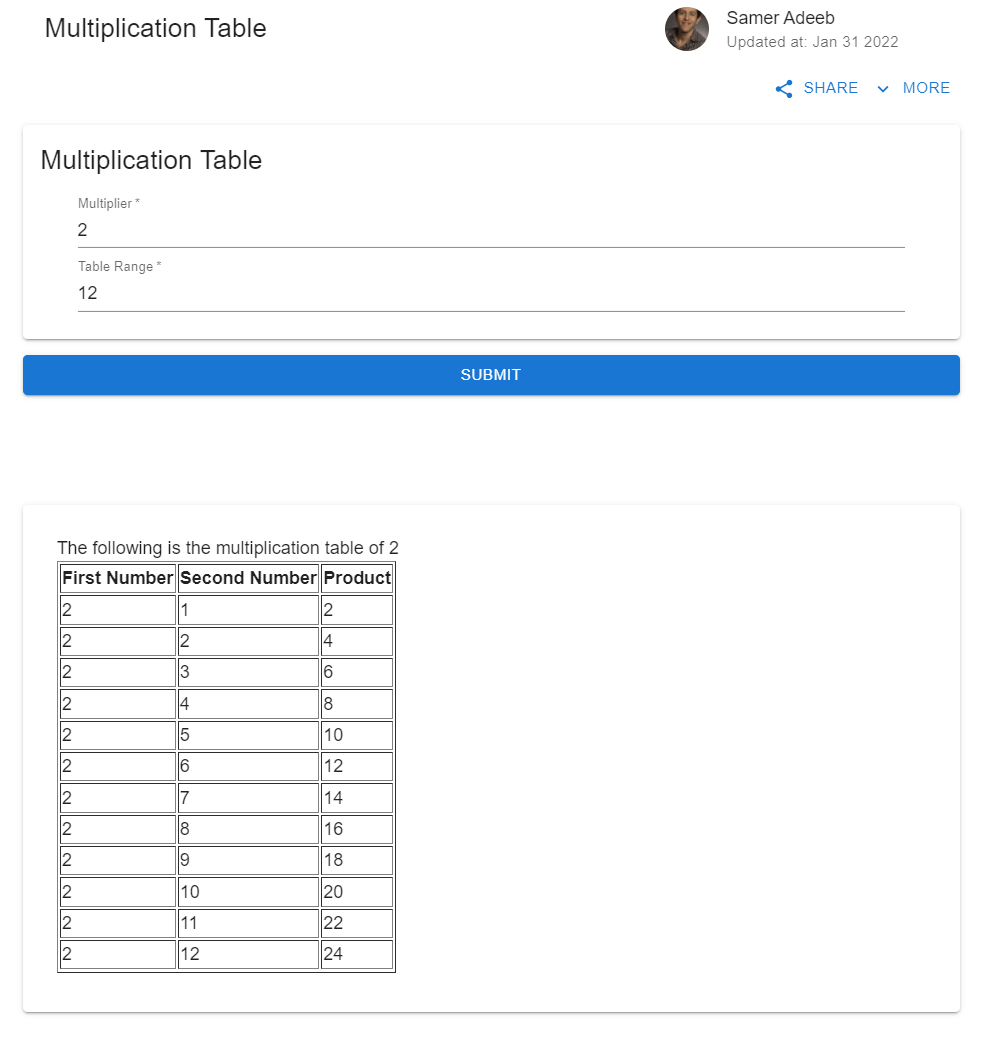 Multiplication Table
Samer Adeeb
Updated at: Jan 31 2022
SHARE MORE
Multiplication Table
Multiplier *
2
Table Range *
12
SUBMIT
The following is the multiplication table of 2
First Number Second Number Product
2 1 2
2 2 4
2 3 6
2 4 8
2 5 10
2 6 12
2 7 14
2 8 16
2 9 18
2 10 20
2 11 22
2 12 24